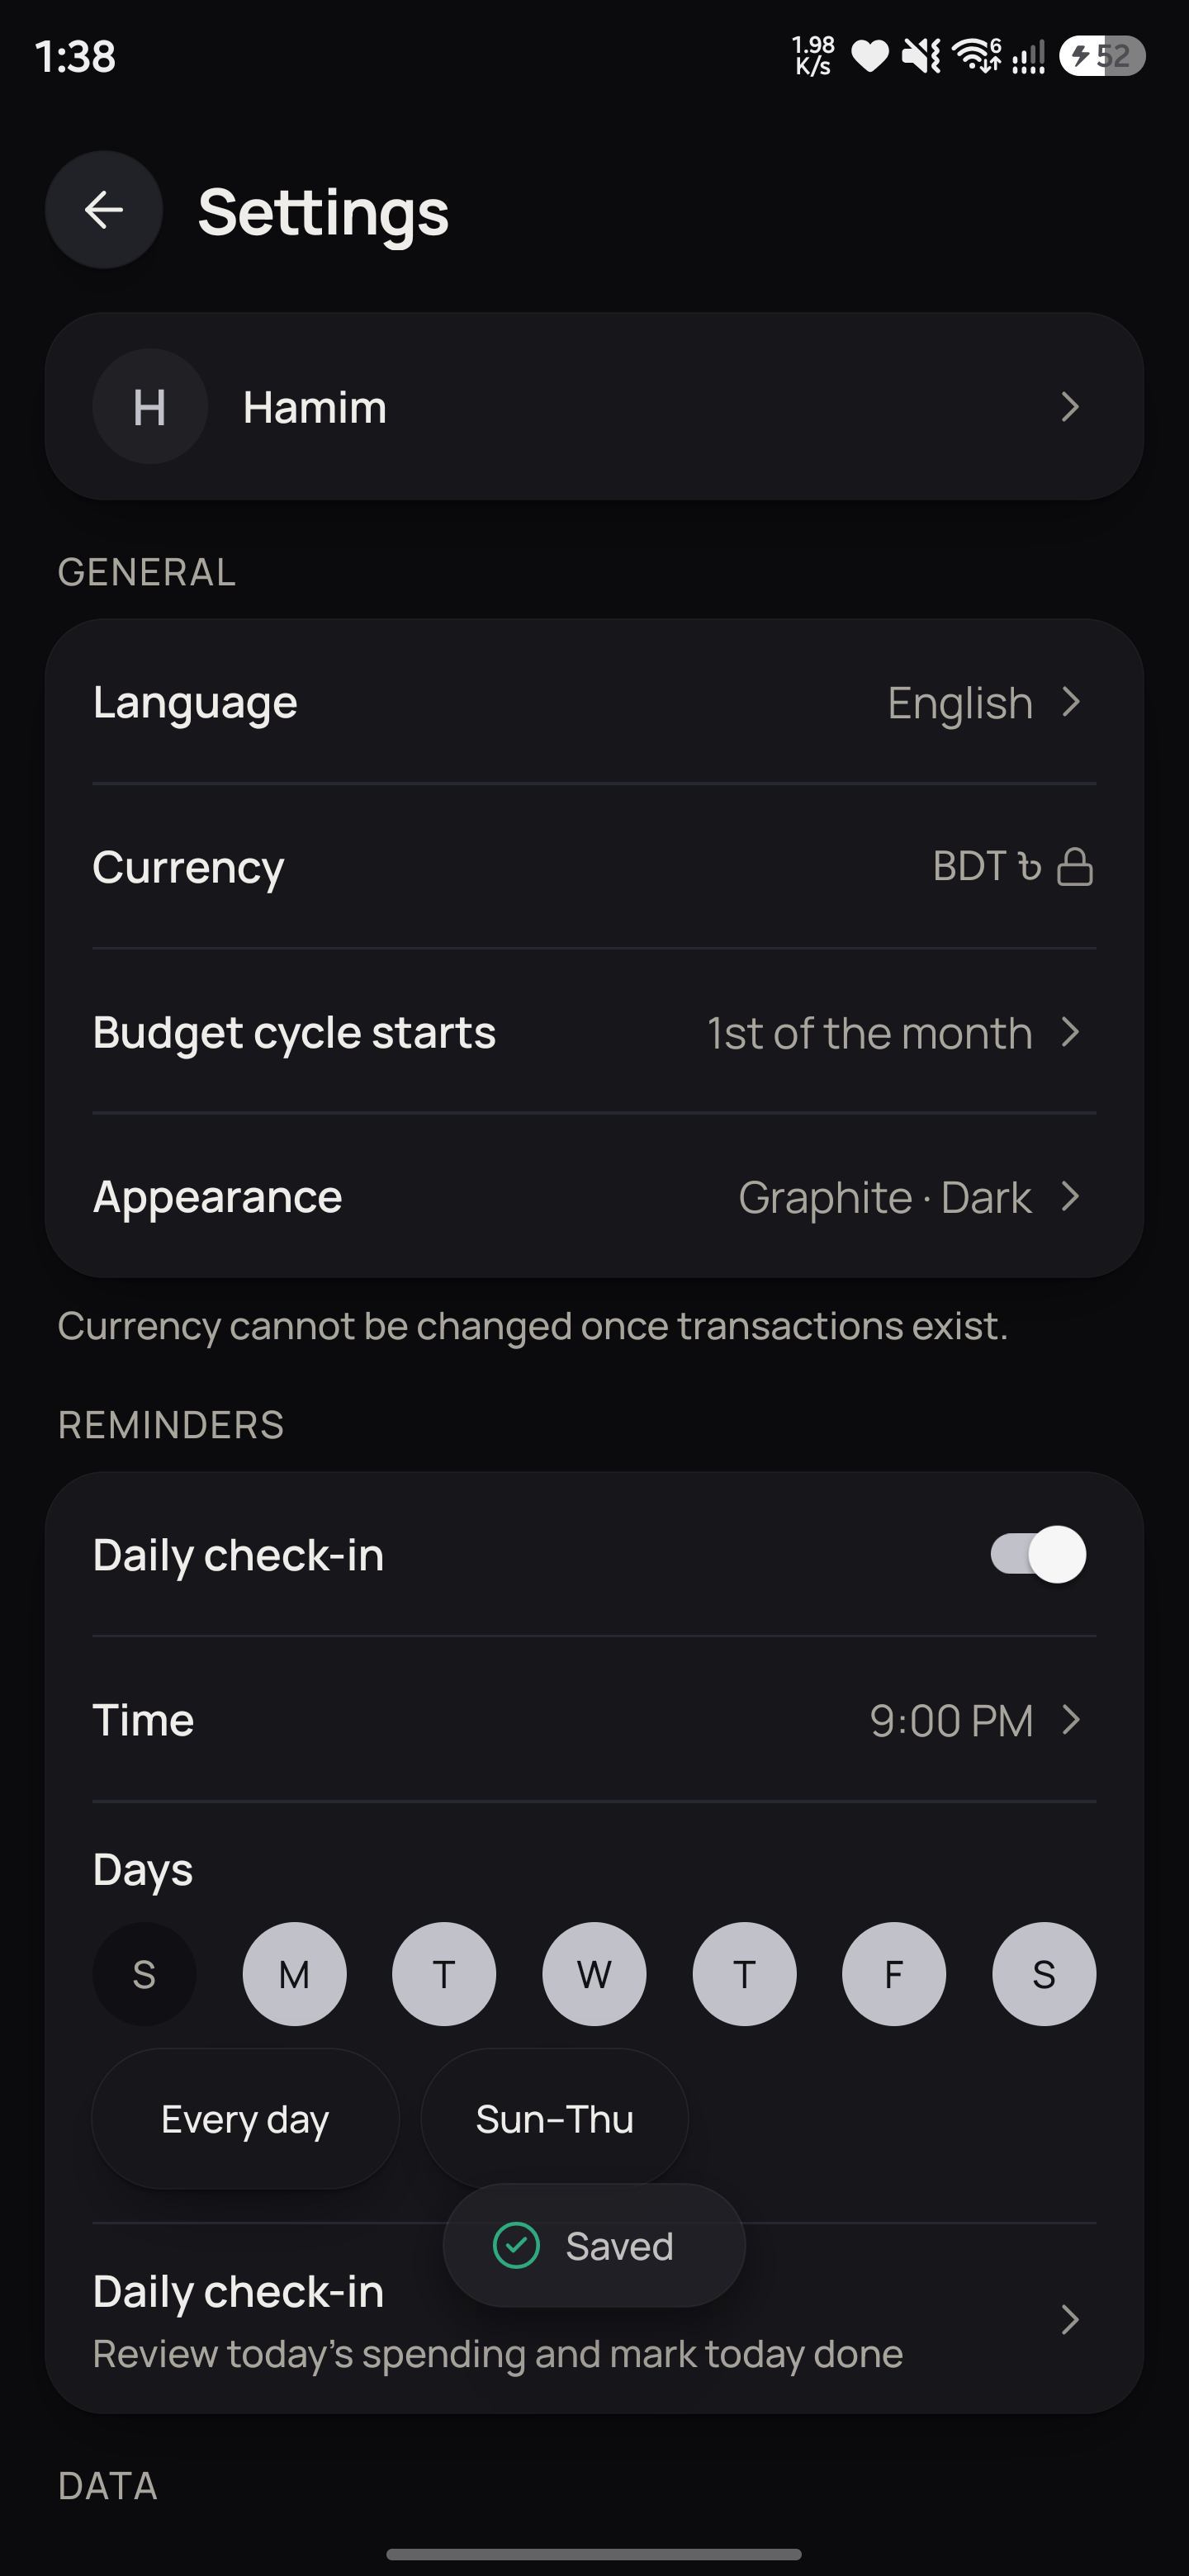 1:38
1.98
K/s
6
52
Settings
H
Hamim
GENERAL
Language
English
Currency
BDT ৳
Budget cycle starts
1st of the month
Appearance
Graphite · Dark
Currency cannot be changed once transactions exist.
REMINDERS
Daily check-in
Time
9:00 PM
Days
S M T W T F S
Every day
Sun–Thu
Saved
Daily check-in
Review today’s spending and mark today done
DATA